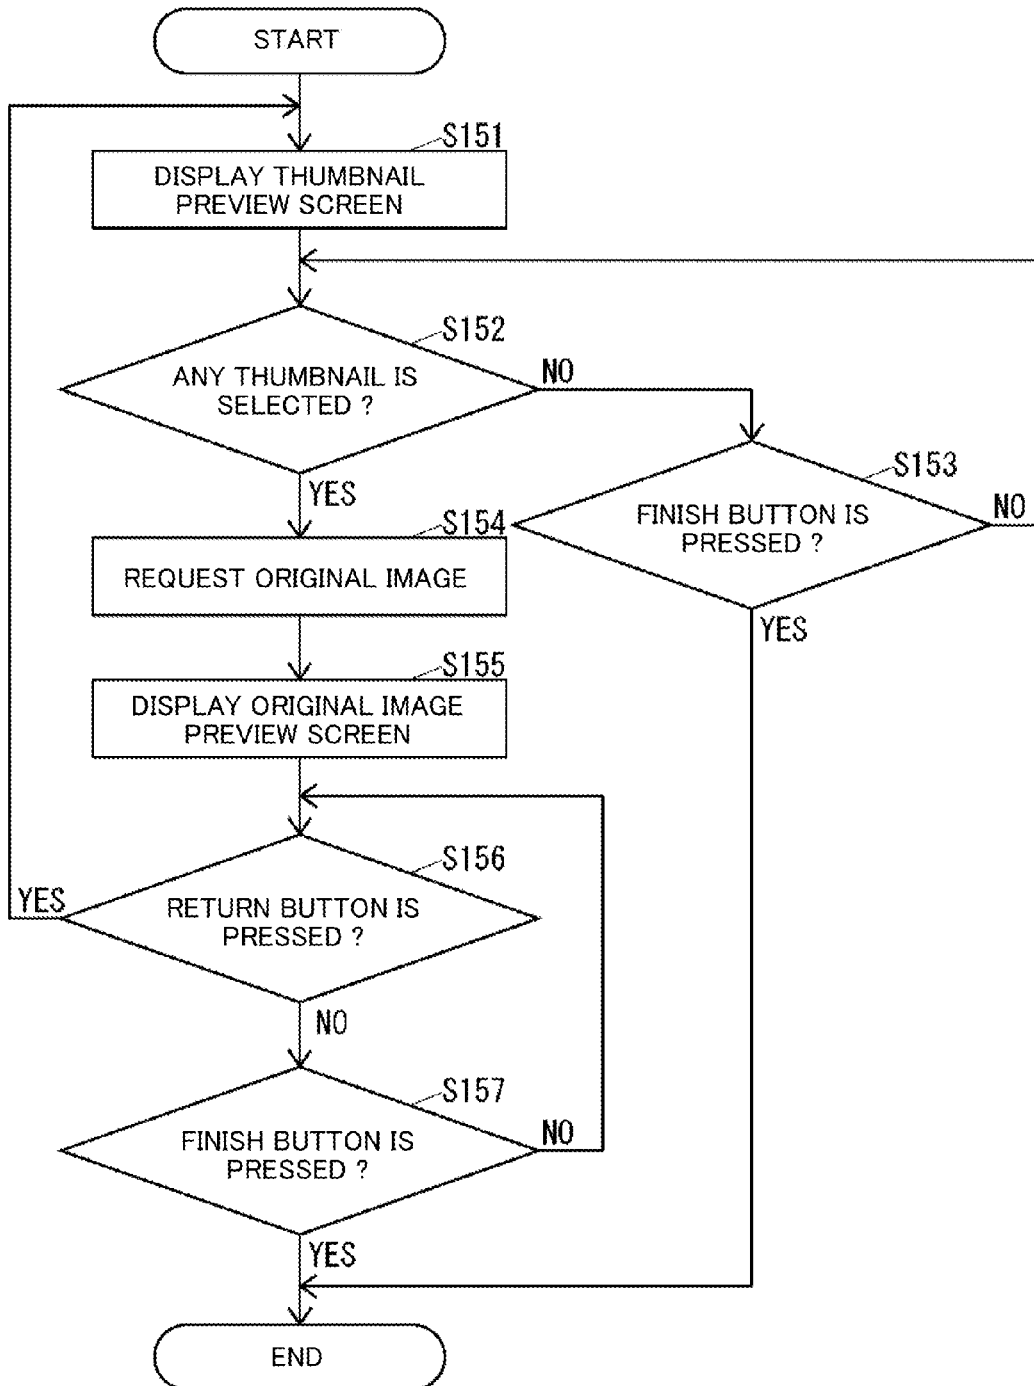 START
S151
DISPLAY THUMBNAIL
PREVIEW SCREEN
S152
ANY THUMBNAIL IS
SELECTED ?
NO
YES
S153
FINISH BUTTON IS
PRESSED ?
NO
YES
S154
REQUEST ORIGINAL IMAGE
S155
DISPLAY ORIGINAL IMAGE
PREVIEW SCREEN
S156
RETURN BUTTON IS
PRESSED ?
YES
NO
S157
FINISH BUTTON IS
PRESSED ?
NO
YES
END